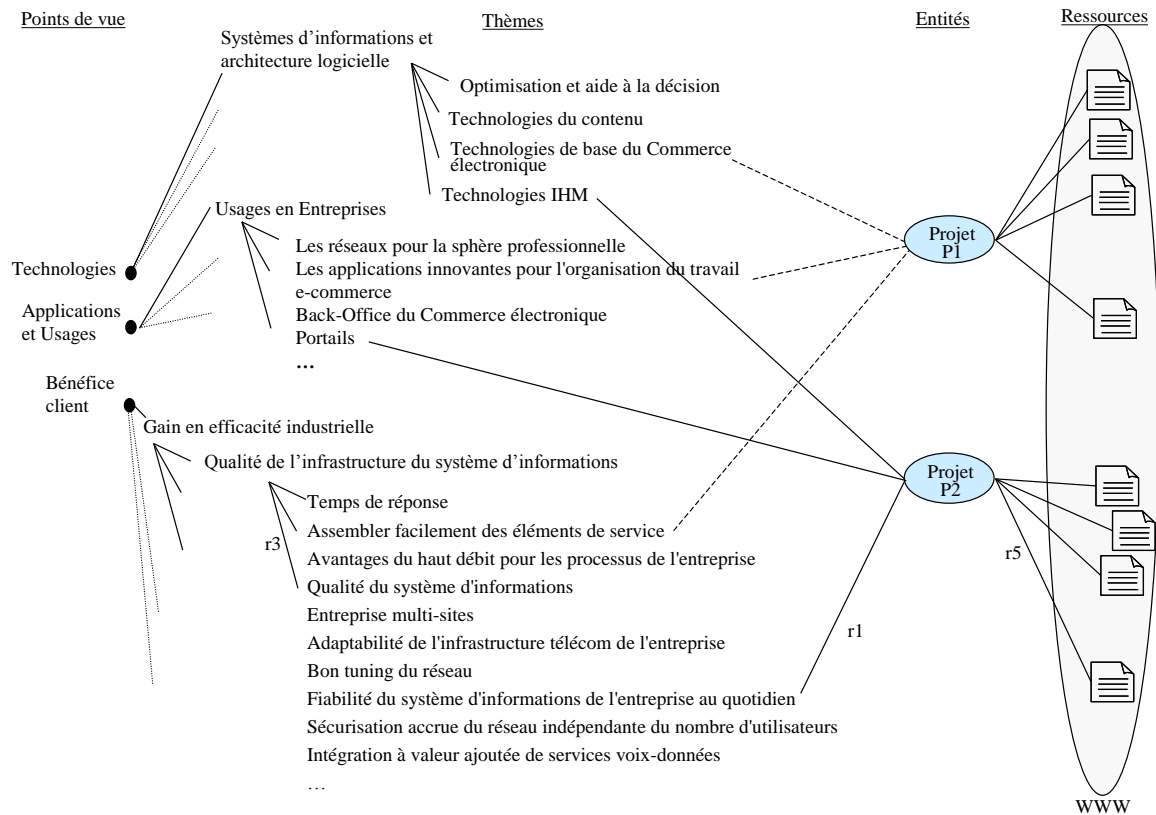 Points de vue
Thèmes
Entités
Ressources
Systèmes d'informations et
architecture logicielle
Optimisation et aide à la décision
Technologies du contenu
Technologies de base du Commerce
électronique
Technologies IHM
Usages en Entreprises
Les réseaux pour la sphère professionnelle
Les applications innovantes pour l'organisation du travail
e-commerce
Back-Office du Commerce électronique
Portails
...
Technologies
Applications
et Usages
Bénéfice
client
Gain en efficacité industrielle
Qualité de l'infrastructure du système d'informations
r3
Temps de réponse
Assembler facilement des éléments de service
Avantages du haut débit pour les processus de l'entreprise
Qualité du système d'informations
Entreprise multi-sites
Adaptabilité de l'infrastructure télécom de l'entreprise
Bon tuning du réseau
Fiabilité du système d'informations de l'entreprise au quotidien
Sécurisation accrue du réseau indépendante du nombre d'utilisateurs
Intégration à valeur ajoutée de services voix-données
…
Projet
P1
Projet
P2
r1
r5
WWW